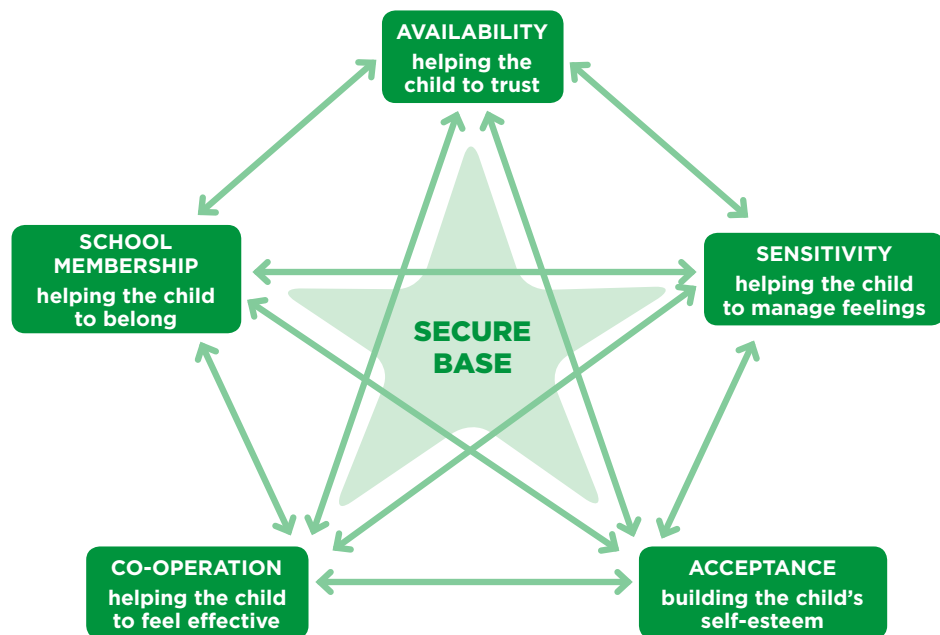 AVAILABILITY
helping the
child to trust
SCHOOL
MEMBERSHIP
helping the child
to belong
SENSITIVITY
helping the child
to manage feelings
SECURE
BASE
CO-OPERATION
helping the child
to feel effective
ACCEPTANCE
building the child’s
self-esteem